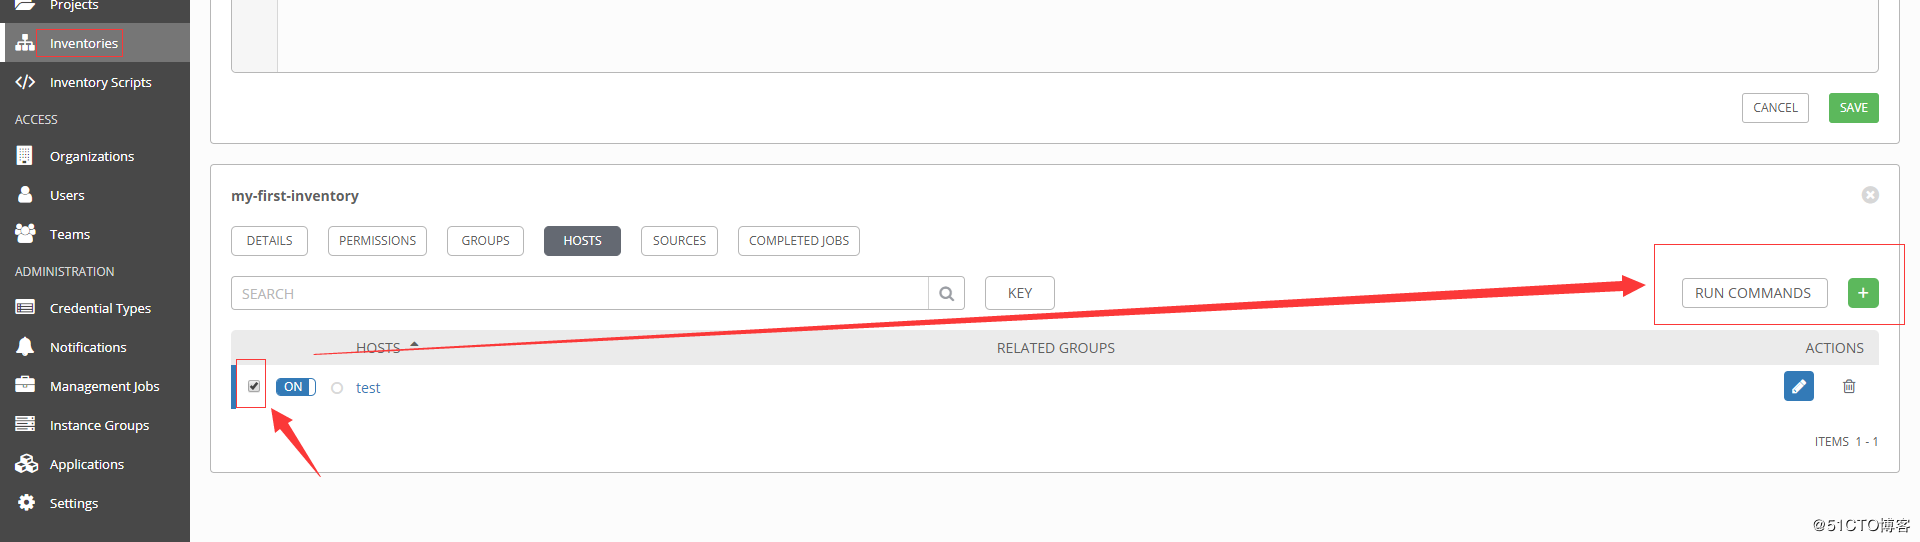 Projects
Inventories
Inventory Scripts
ACCESS
Organizations
Users
Teams
ADMINISTRATION
Credential Types
Notifications
Management Jobs
Instance Groups
Applications
Settings
CANCEL SAVE
my-first-inventory
DETAILS PERMISSIONS GROUPS HOSTS SOURCES COMPLETED JOBS
SEARCH KEY RUN COMMANDS +
HOSTS RELATED GROUPS ACTIONS
ON test
ITEMS 1 - 1
@51CTO博客